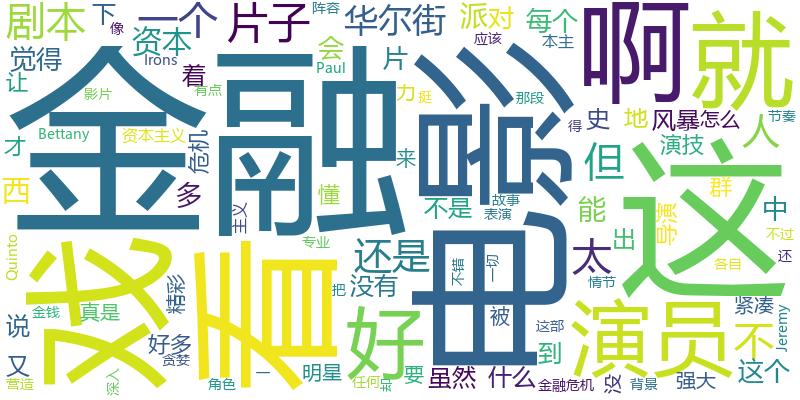 剧本
下
一个
片子
华尔街
派对
每个
阵容
像
应该
本主
啊
就
觉得
资本
Irons
着
会
片
Paul
力
挺
那段
得
节奏
让
影片
有点
金融
电影
史
地
风暴
怎么
人
Bettany
资本主义
危机
才
多
来
但
演技
这
西
懂
不是
故事
表演
能
群
导演
中
主义
出
不过
还
Quinto
戏
看
专业
还是
太
不错
一切
各目
说
金钱
真是
精彩
没有
把
情节
演员
不
紧凑
Jeremy
又
好多
好
被
这部
到
这个
营造
深入
贪婪
角色
一
明星
任何
要
虽然
什么
金融危机
没
背景
强大